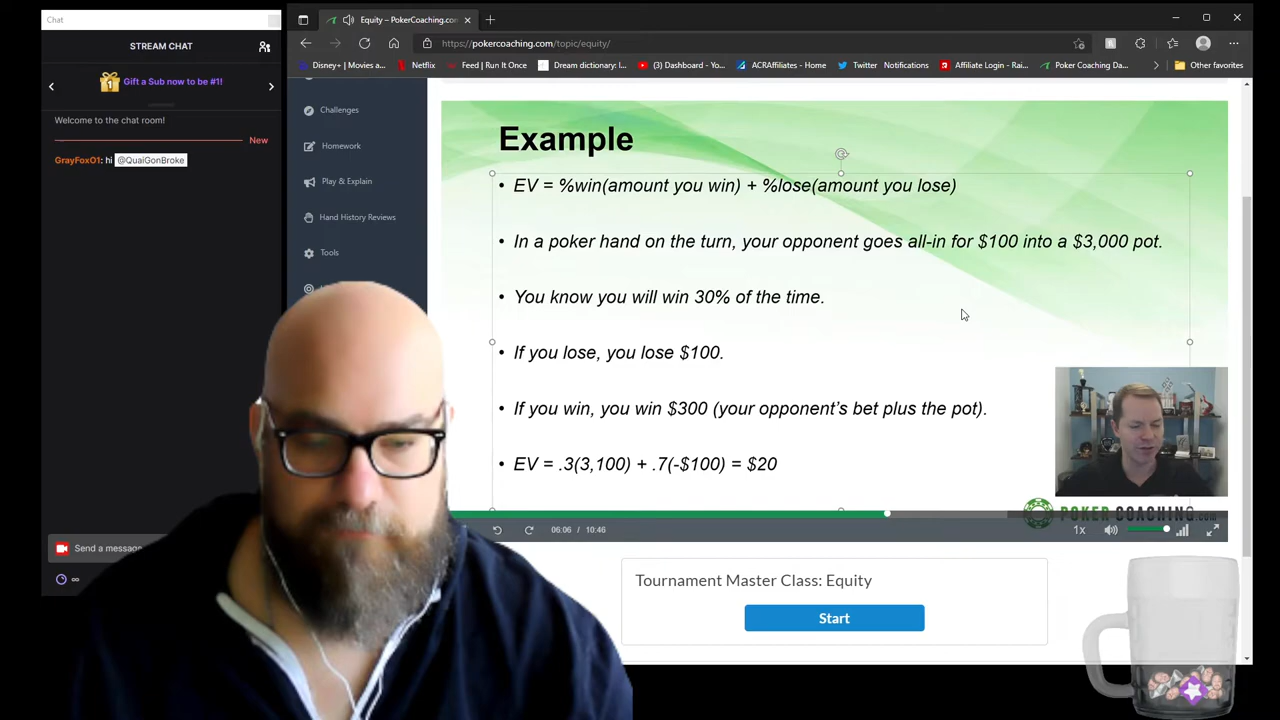 Chat
STREAM CHAT
Gift a Sub now to be #1!
Welcome to the chat room!
New
GrayFoxO1: hi @QuaiGonBroke
Send a message
∞
Equity – PokerCoaching.com
https://pokercoaching.com/topic/equity/
Disney+ | Movies a...
Netflix
Feed | Run It Once
Dream dictionary: I...
(3) Dashboard - Yo...
ACRAffiliates - Home
Twitter
Notifications
Affiliate Login - Rai...
Poker Coaching Da...
Other favorites
Challenges
Homework
Play & Explain
Hand History Reviews
Tools
Example
• EV = %win(amount you win) + %lose(amount you lose)
• In a poker hand on the turn, your opponent goes all-in for $100 into a $3,000 pot.
• You know you will win 30% of the time.
• If you lose, you lose $100.
• If you win, you win $300 (your opponent's bet plus the pot).
• EV = .3(3,100) + .7(-$100) = $20
POKER COACHING.com
06:06 / 10:46
1x
Tournament Master Class: Equity
Start